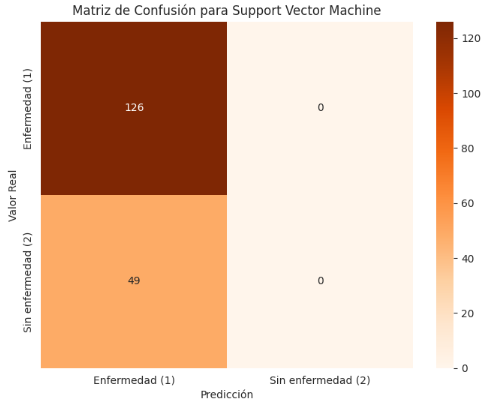 Matriz de Confusión para Support Vector Machine
Valor Real
Enfermedad (1)
126
0
Sin enfermedad (2)
49
0
Enfermedad (1)
Sin enfermedad (2)
Predicción
120
100
80
60
40
20
0